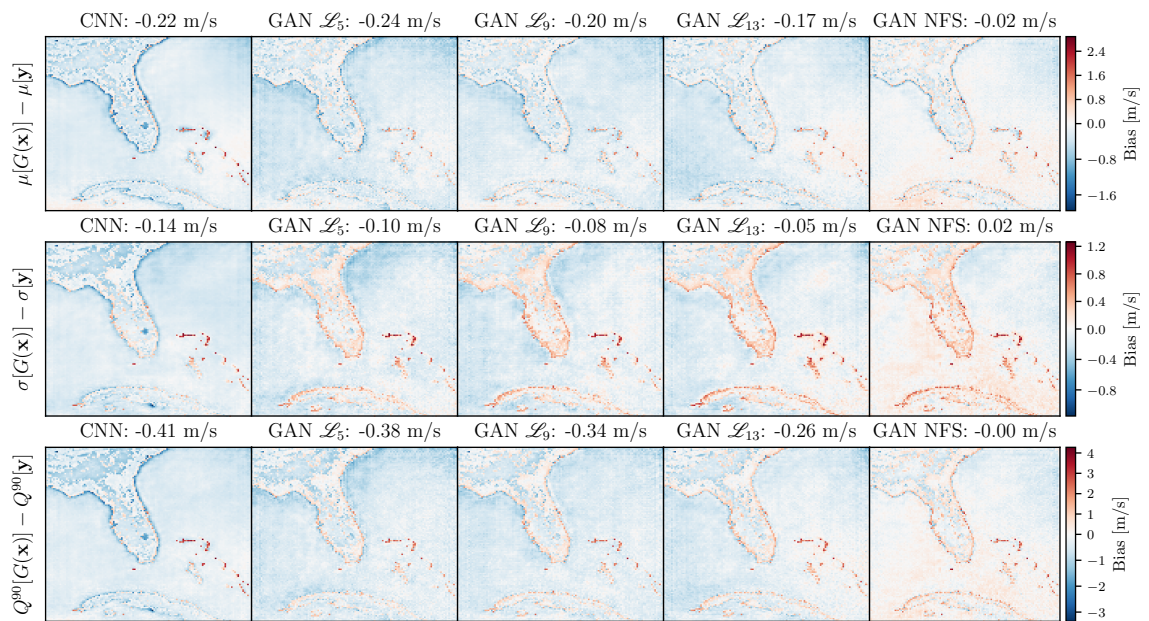 CNN: -0.22 m/s GAN ℒ₅: -0.24 m/s GAN ℒ₉: -0.20 m/s GAN ℒ₁₃: -0.17 m/s GAN NFS: -0.02 m/s
μ[G(𝐱)] − μ[𝐲]
2.4
1.6
0.8
0.0
−0.8
−1.6
Bias [m/s]
CNN: -0.14 m/s GAN ℒ₅: -0.10 m/s GAN ℒ₉: -0.08 m/s GAN ℒ₁₃: -0.05 m/s GAN NFS: 0.02 m/s
σ[G(𝐱)] − σ[𝐲]
1.2
0.8
0.4
0.0
−0.4
−0.8
Bias [m/s]
CNN: -0.41 m/s GAN ℒ₅: -0.38 m/s GAN ℒ₉: -0.34 m/s GAN ℒ₁₃: -0.26 m/s GAN NFS: -0.00 m/s
Q⁹⁰[G(𝐱)] − Q⁹⁰[𝐲]
4
3
2
1
0
−1
−2
−3
Bias [m/s]